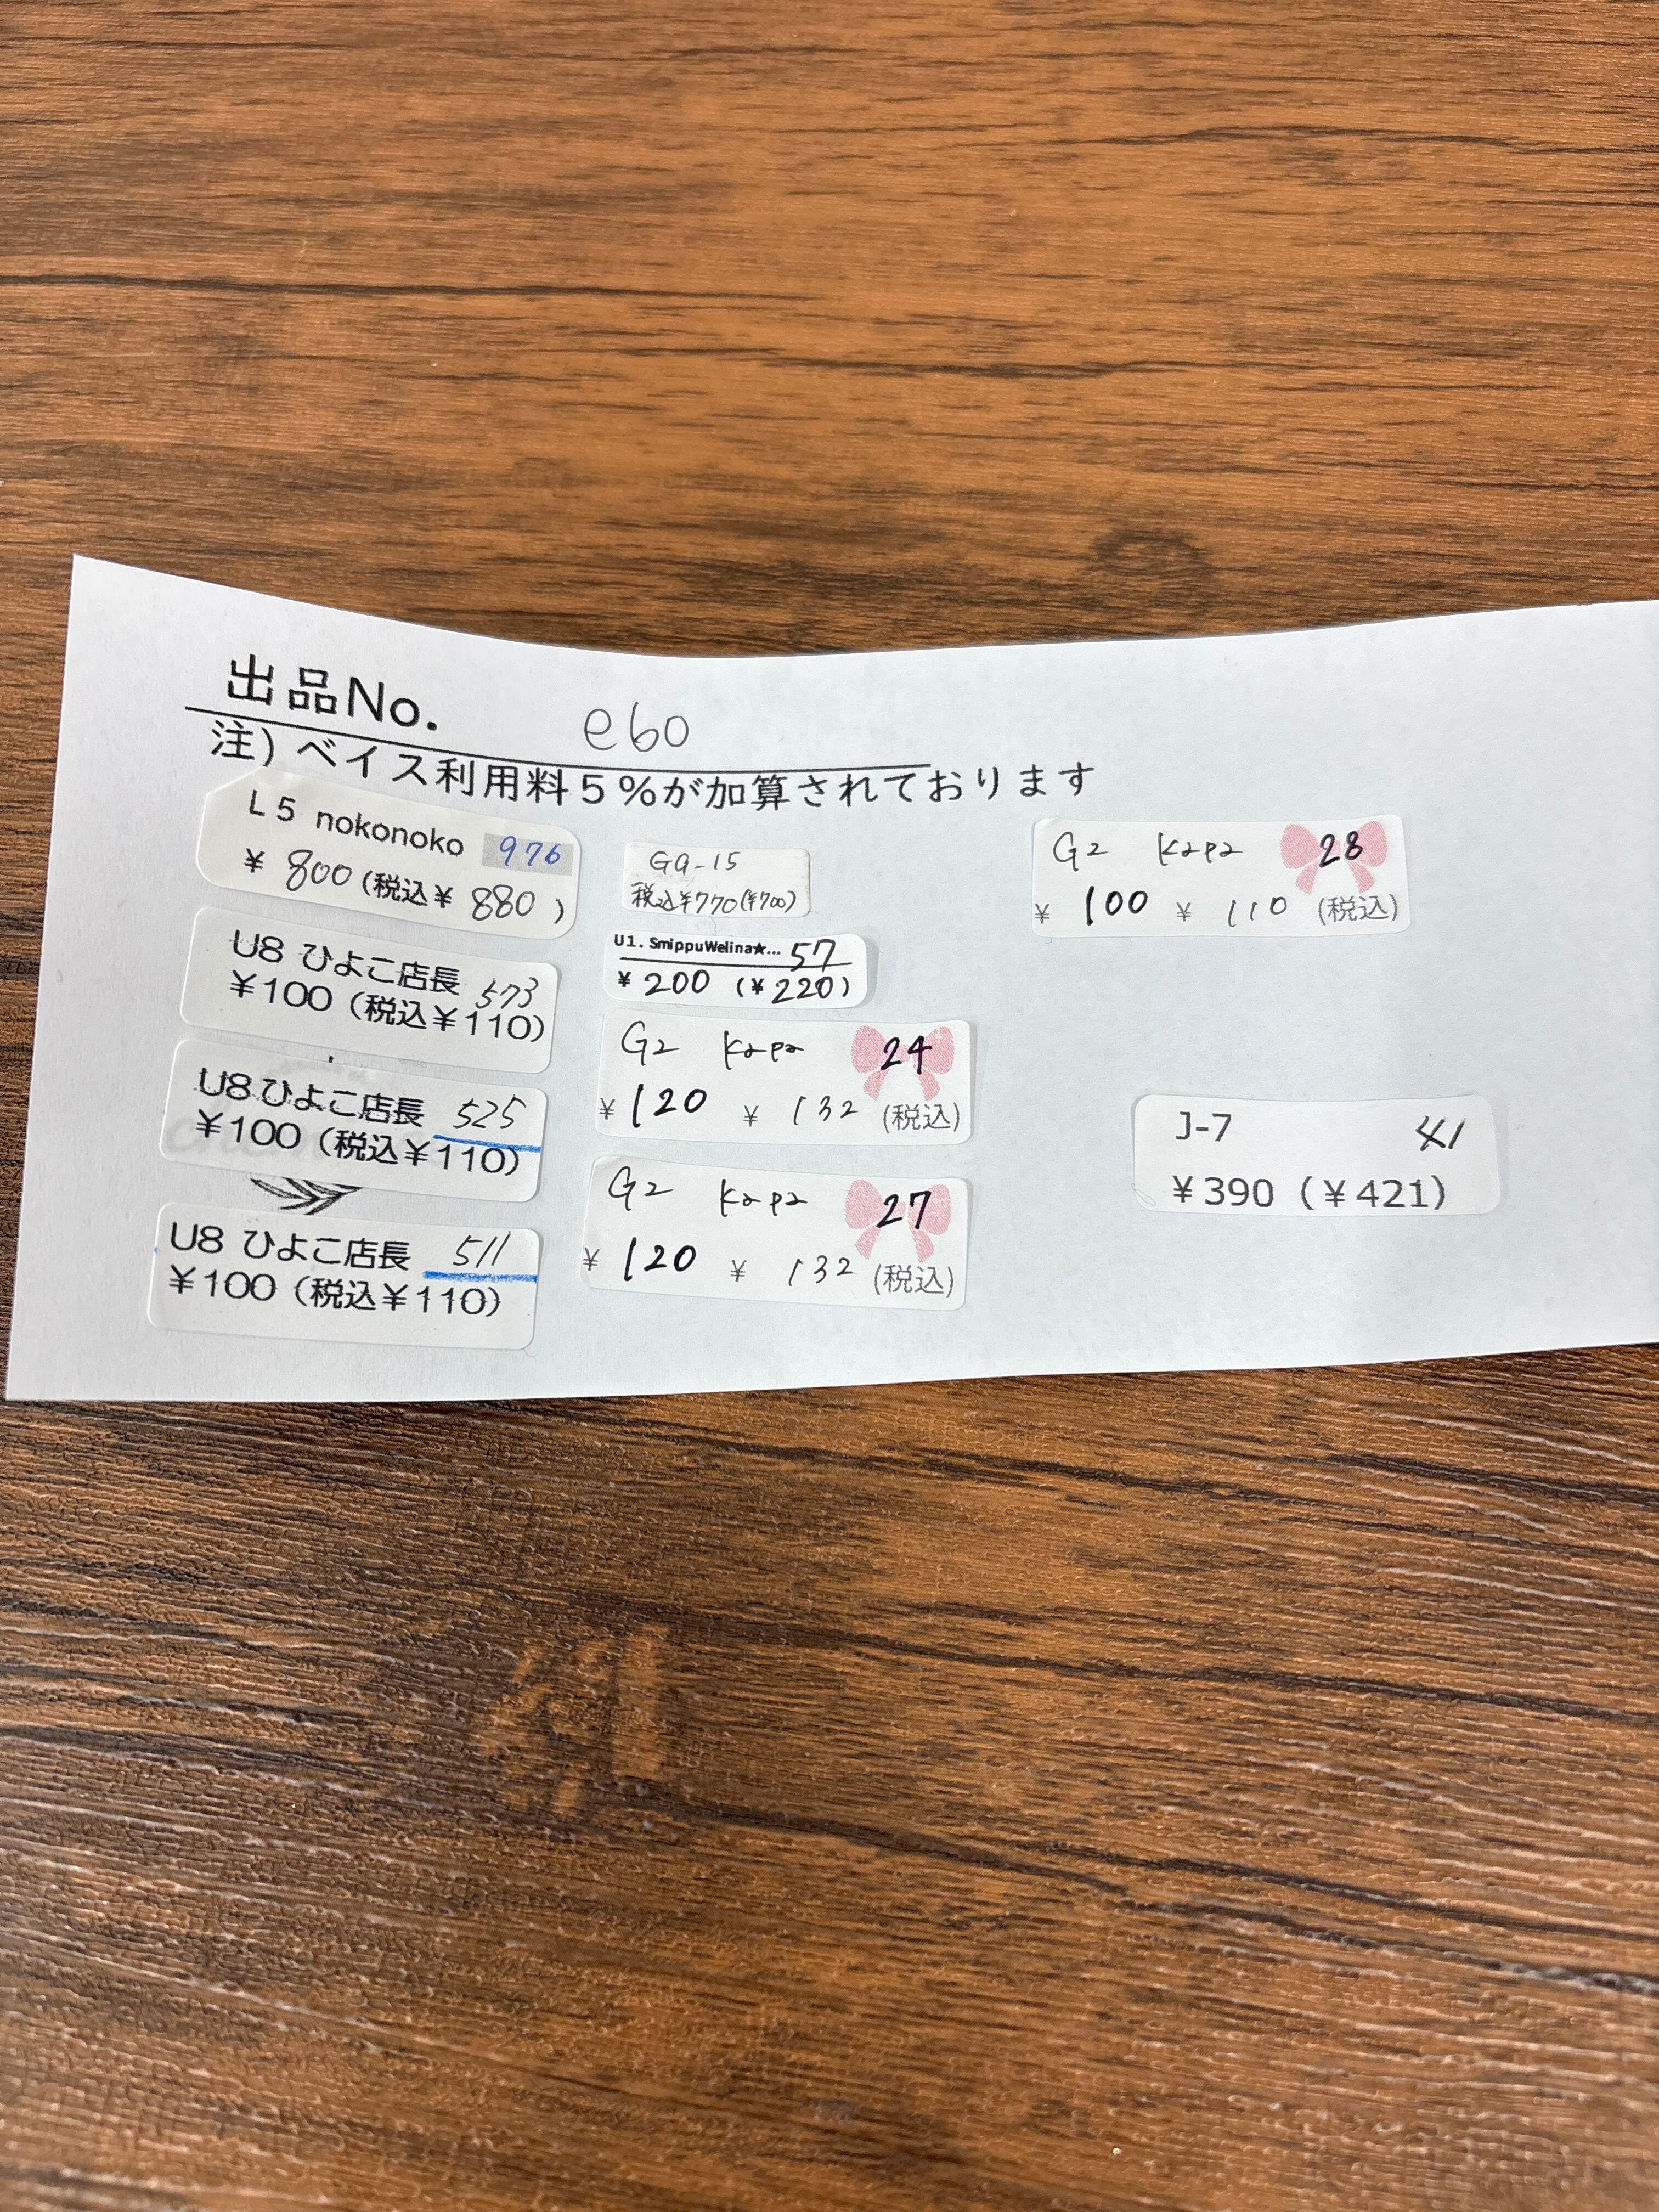 出品No. e60
注) ベイス利用料5%が加算されております
L5 nokonoko 976
¥ 800 (税込¥ 880 )
U8 ひよこ店長 573
¥100 (税込¥110)
U8 ひよこ店長 525
¥100 (税込¥110)
U8 ひよこ店長 511
¥100 (税込¥110)
G9-15
税込¥770(¥700)
U1. SmippuWelina★... 57
¥ 200 (¥220)
G2 Kapa 24
¥ 120 ¥ 132 (税込)
G2 Kapa 27
¥ 120 ¥ 132 (税込)
G2 Kapa 28
¥ 100 ¥ 110 (税込)
J-7 41
¥390 (¥421)